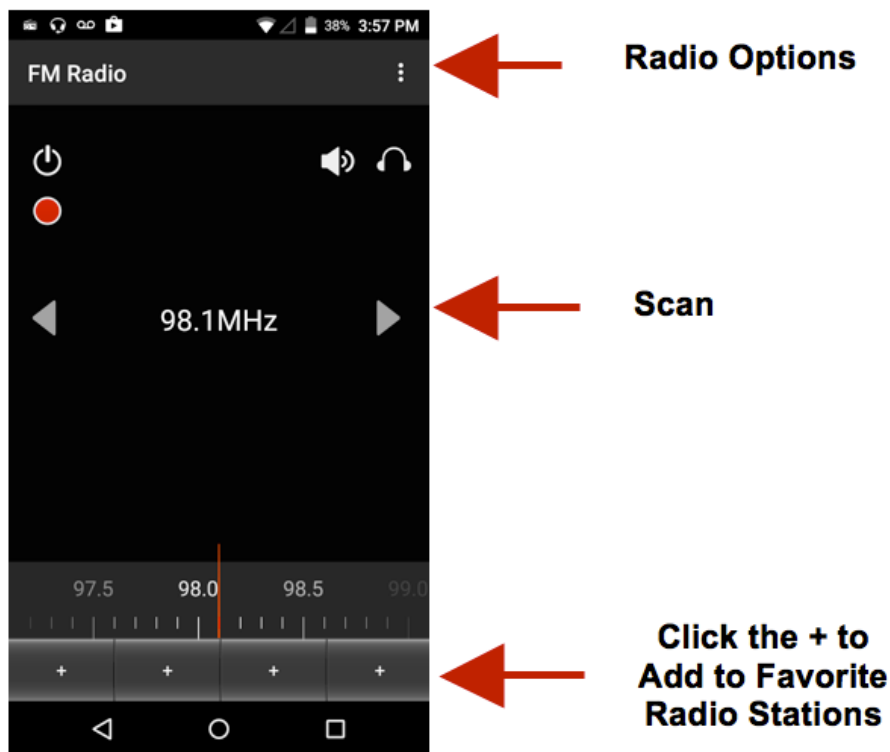 38% 3:57 PM
FM Radio
Radio Options
98.1MHz
Scan
97.5 98.0 98.5 99.0
+ + + +
Click the + to
Add to Favorite
Radio Stations